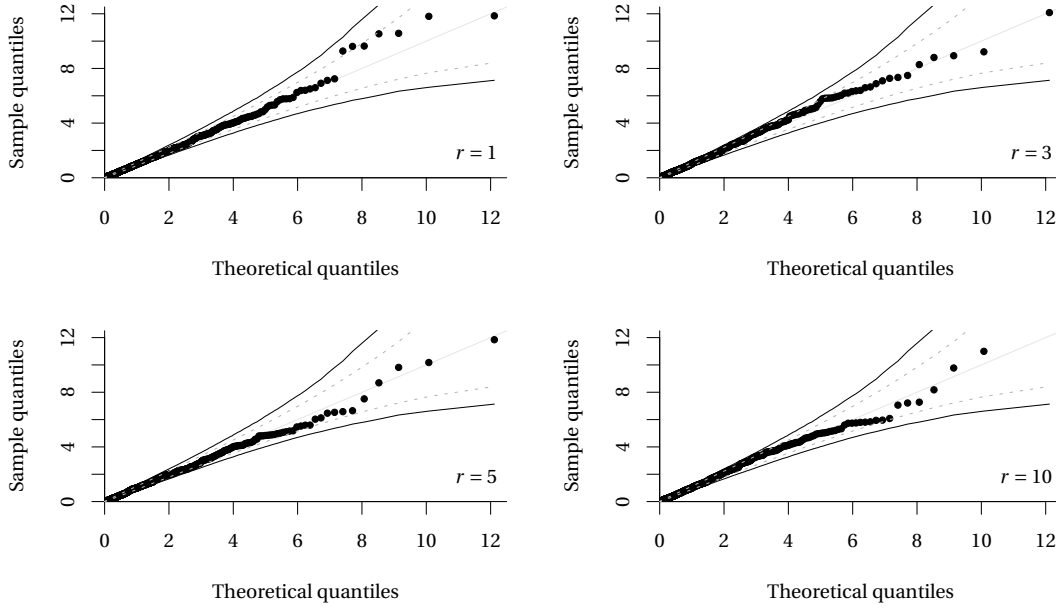 Sample quantiles
12
8
4
0
r = 1
0 2 4 6 8 10 12
Theoretical quantiles
Sample quantiles
12
8
4
0
r = 3
0 2 4 6 8 10 12
Theoretical quantiles
Sample quantiles
12
8
4
0
r = 5
0 2 4 6 8 10 12
Theoretical quantiles
Sample quantiles
12
8
4
0
r = 10
0 2 4 6 8 10 12
Theoretical quantiles